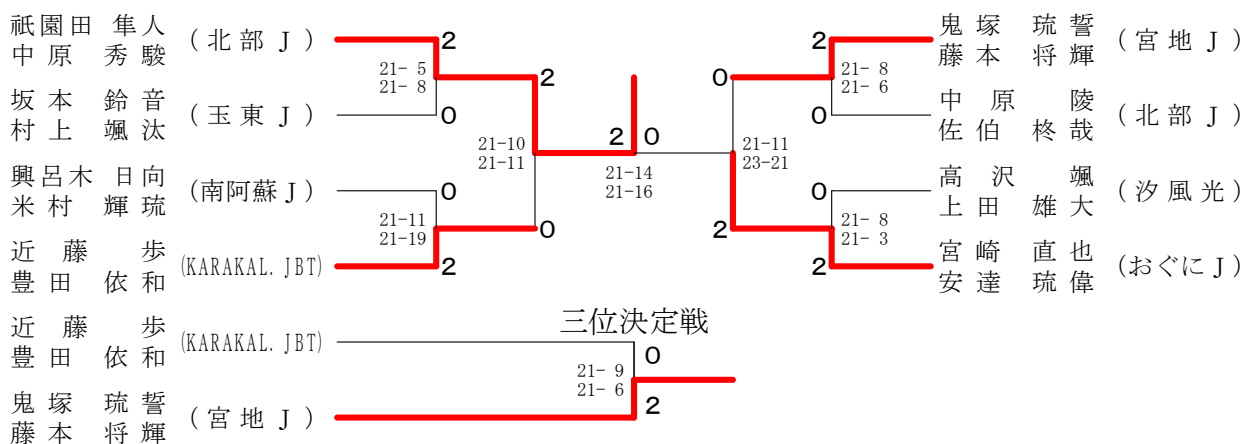 祇園田 隼人
中原 秀駿
(北部J)
2
21- 5
21- 8
坂本 鈴音
村上 颯汰
(玉東J)
0
2
21-10
21-11
興呂木 日向
米村 輝琉
(南阿蘇J)
0
21-11
21-19
近藤 歩
豊田 依和
(KARAKAL. JBT)
2
0
2 0
21-14
21-16
0
21-11
23-21
2
2
鬼塚 琉誓
藤本 将輝
(宮地J)
21- 8
21- 6
0
中原 陵
佐伯 柊哉
(北部J)
0
高沢 颯
上田 雄大
(汐風光)
21- 8
21- 3
2
宮崎 直也
安達 琉偉
(おぐにJ)
三位決定戦
近藤 歩
豊田 依和
(KARAKAL. JBT)
0
21- 9
21- 6
2
鬼塚 琉誓
藤本 将輝
(宮地J)